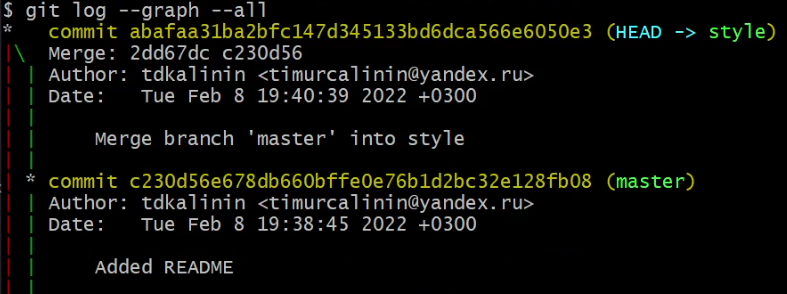 $ git log --graph --all
*   commit abafaa31ba2bfc147d345133bd6dca566e6050e3 (HEAD -> style)
|\  Merge: 2dd67dc c230d56
| | Author: tdkalinin <timurcalinin@yandex.ru>
| | Date:   Tue Feb 8 19:40:39 2022 +0300
| |
| |     Merge branch 'master' into style
| |
| * commit c230d56e678db660bffe0e76b1d2bc32e128fb08 (master)
| | Author: tdkalinin <timurcalinin@yandex.ru>
| | Date:   Tue Feb 8 19:38:45 2022 +0300
| |
| |     Added README
| |